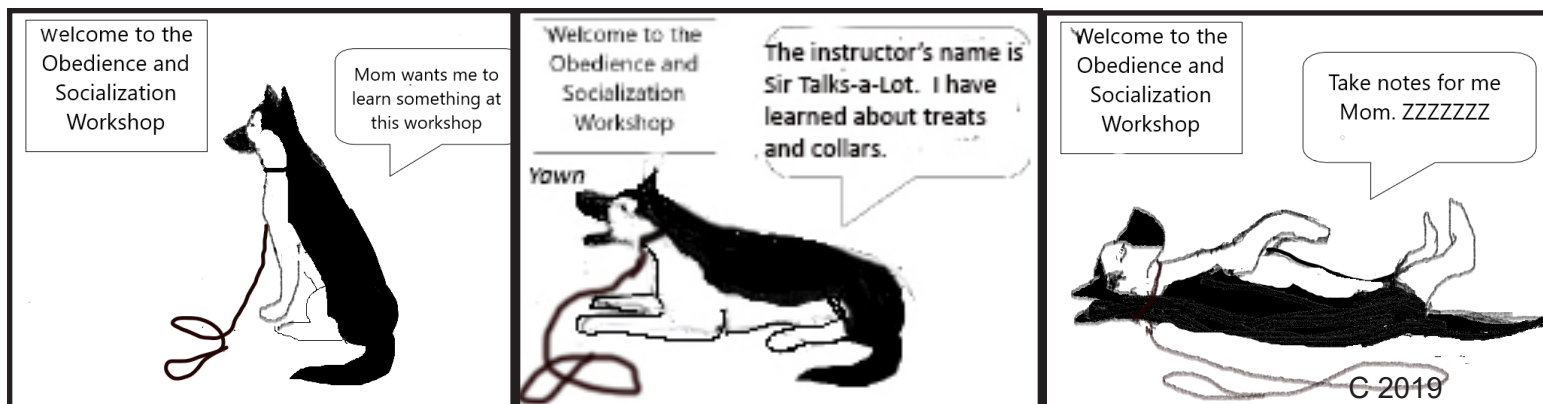 Welcome to the
Obedience and
Socialization
Workshop
Mom wants me to
learn something at
this workshop
Welcome to the
Obedience and
Socialization
Workshop
The instructor's name is
Sir Talks-a-Lot. I have
learned about treats
and collars.
Yawn
Welcome to the
Obedience and
Socialization
Workshop
Take notes for me
Mom. ZZZZZZZ
C 2019